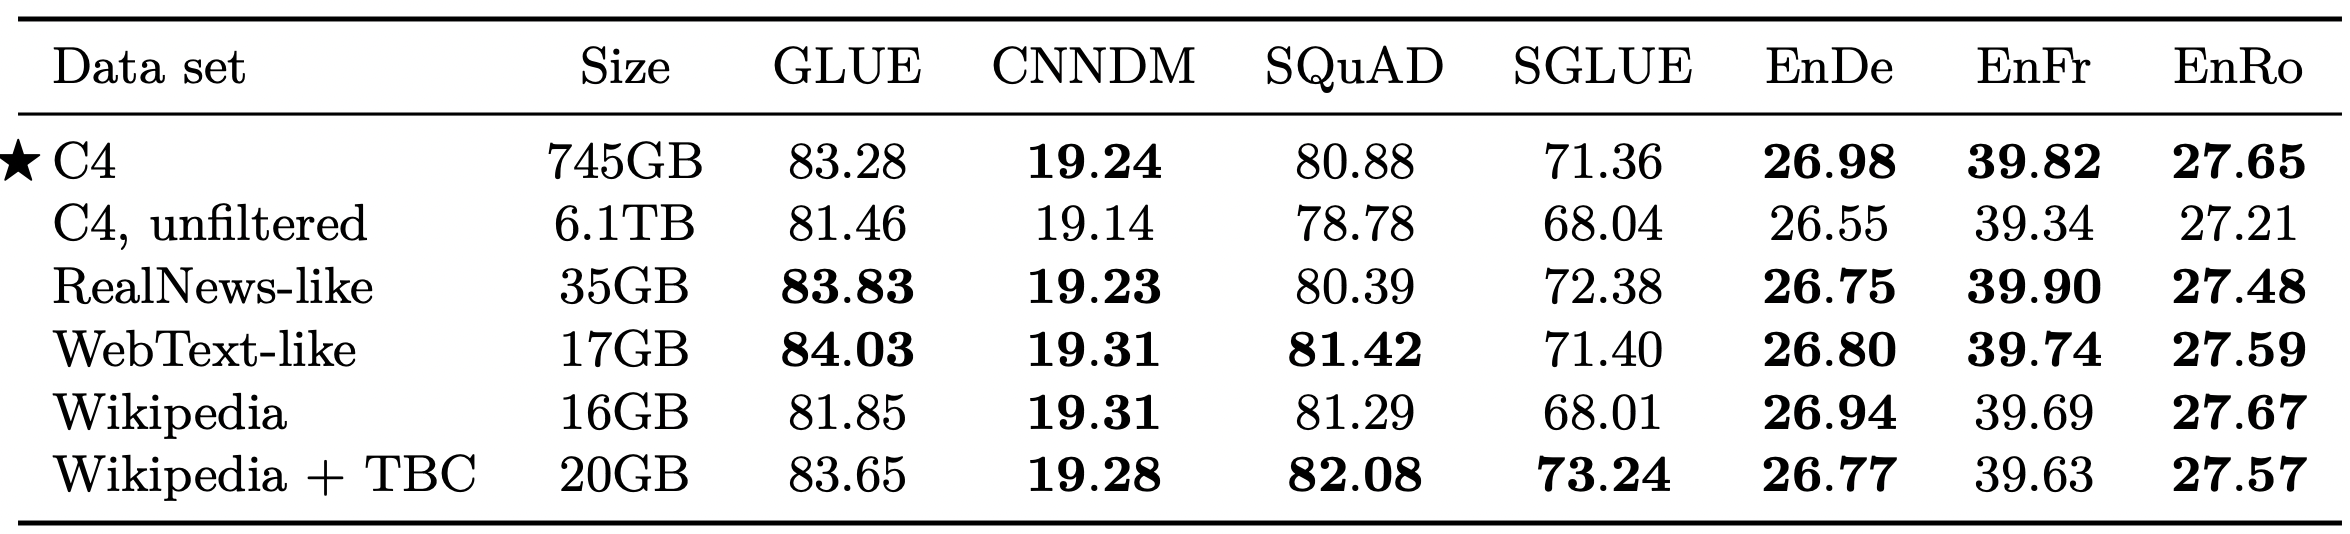 Data set Size GLUE CNNDM SQuAD SGLUE EnDe EnFr EnRo
★ C4 745GB 83.28 19.24 80.88 71.36 26.98 39.82 27.65
C4, unfiltered 6.1TB 81.46 19.14 78.78 68.04 26.55 39.34 27.21
RealNews-like 35GB 83.83 19.23 80.39 72.38 26.75 39.90 27.48
WebText-like 17GB 84.03 19.31 81.42 71.40 26.80 39.74 27.59
Wikipedia 16GB 81.85 19.31 81.29 68.01 26.94 39.69 27.67
Wikipedia + TBC 20GB 83.65 19.28 82.08 73.24 26.77 39.63 27.57